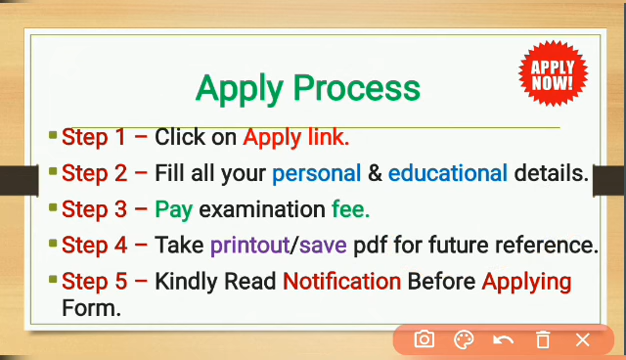 Apply Process
APPLY
NOW!
Step 1 – Click on Apply link.
Step 2 – Fill all your personal & educational details.
Step 3 – Pay examination fee.
Step 4 – Take printout/save pdf for future reference.
Step 5 – Kindly Read Notification Before Applying
Form.